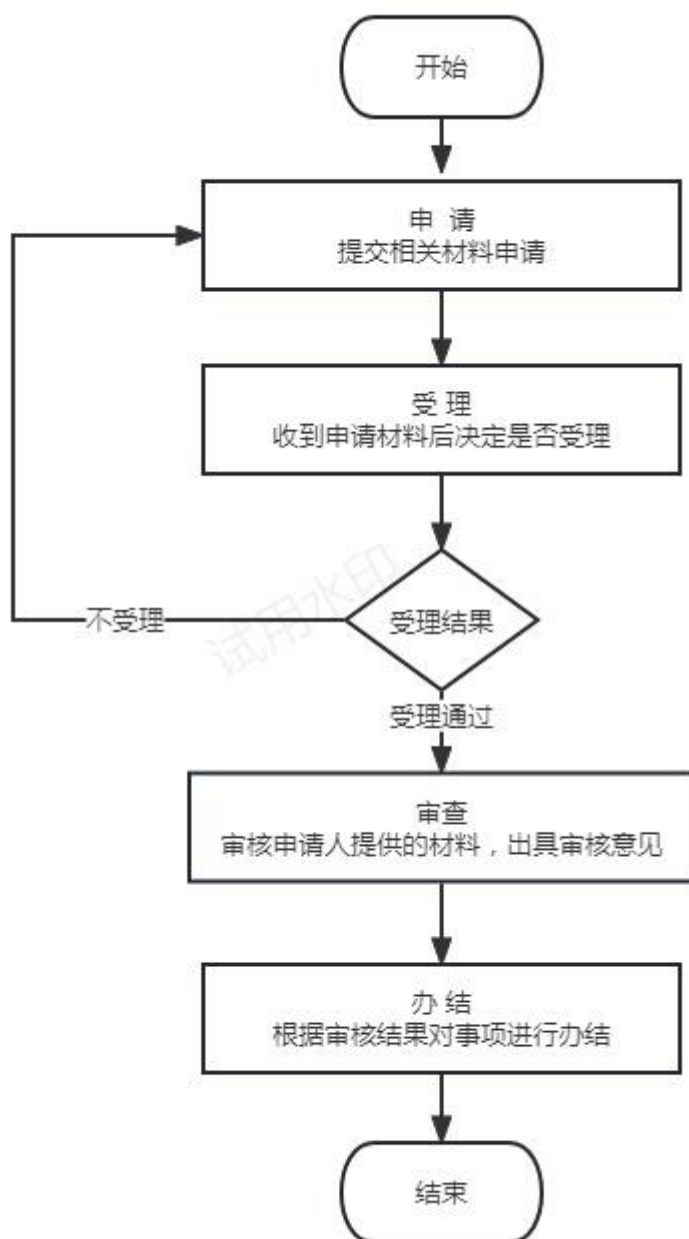 开始
申 请
提交相关材料申请
受 理
收到申请材料后决定是否受理
试用水印
不受理
受理结果
受理通过
审查
审核申请人提供的材料，出具审核意见
办 结
根据审核结果对事项进行办结
结束